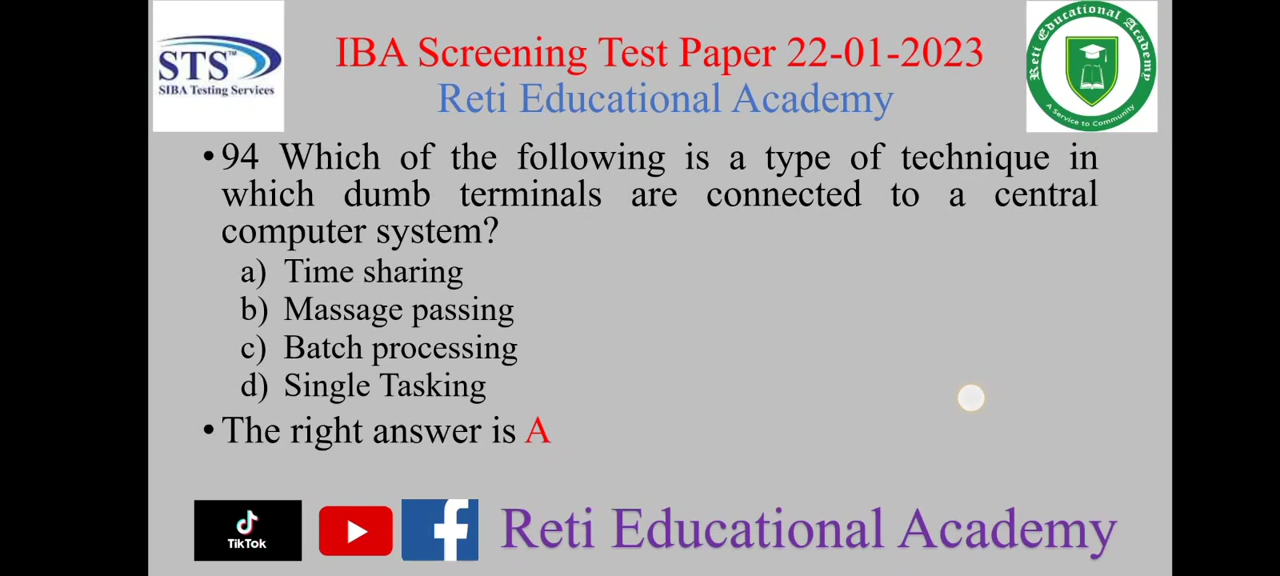 STS™
SIBA Testing Services
IBA Screening Test Paper 22-01-2023
Reti Educational Academy
Reti Educational Academy
A Service to Community
• 94 Which of the following is a type of technique in
which dumb terminals are connected to a central
computer system?
a) Time sharing
b) Massage passing
c) Batch processing
d) Single Tasking
• The right answer is A
TikTok
Reti Educational Academy